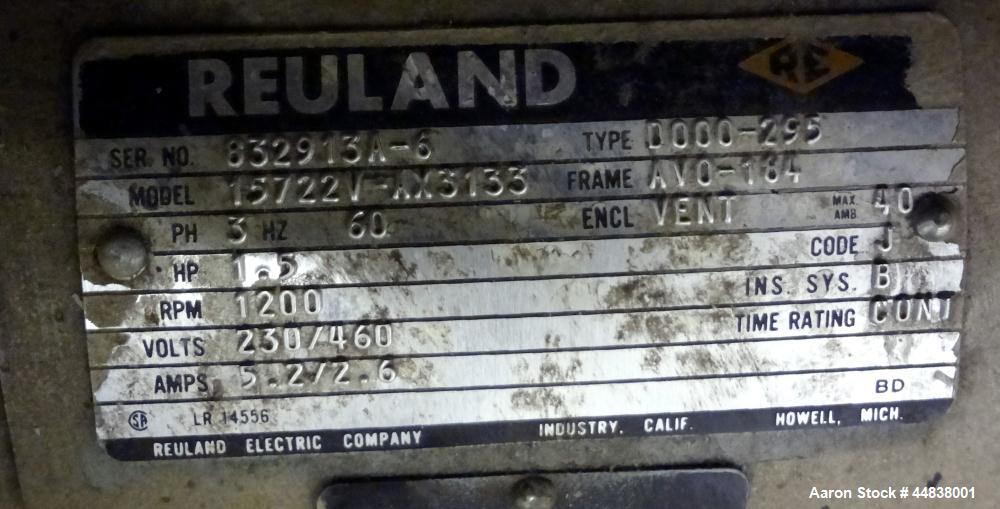 REULAND RE
SER. NO. 832913A-6 TYPE D000-295
MODEL 15722V-AX3133 FRAME AVO-184
PH 3 HZ 60 ENCL VENT MAX. AMB. 40
CODE J
HP 1.5 INS. SYS. B
RPM 1200 TIME RATING CONT
VOLTS 230/460
AMPS 5.2/2.6 BD
SA LR 14556
REULAND ELECTRIC COMPANY INDUSTRY, CALIF. HOWELL, MICH.
Aaron Stock # 44838001